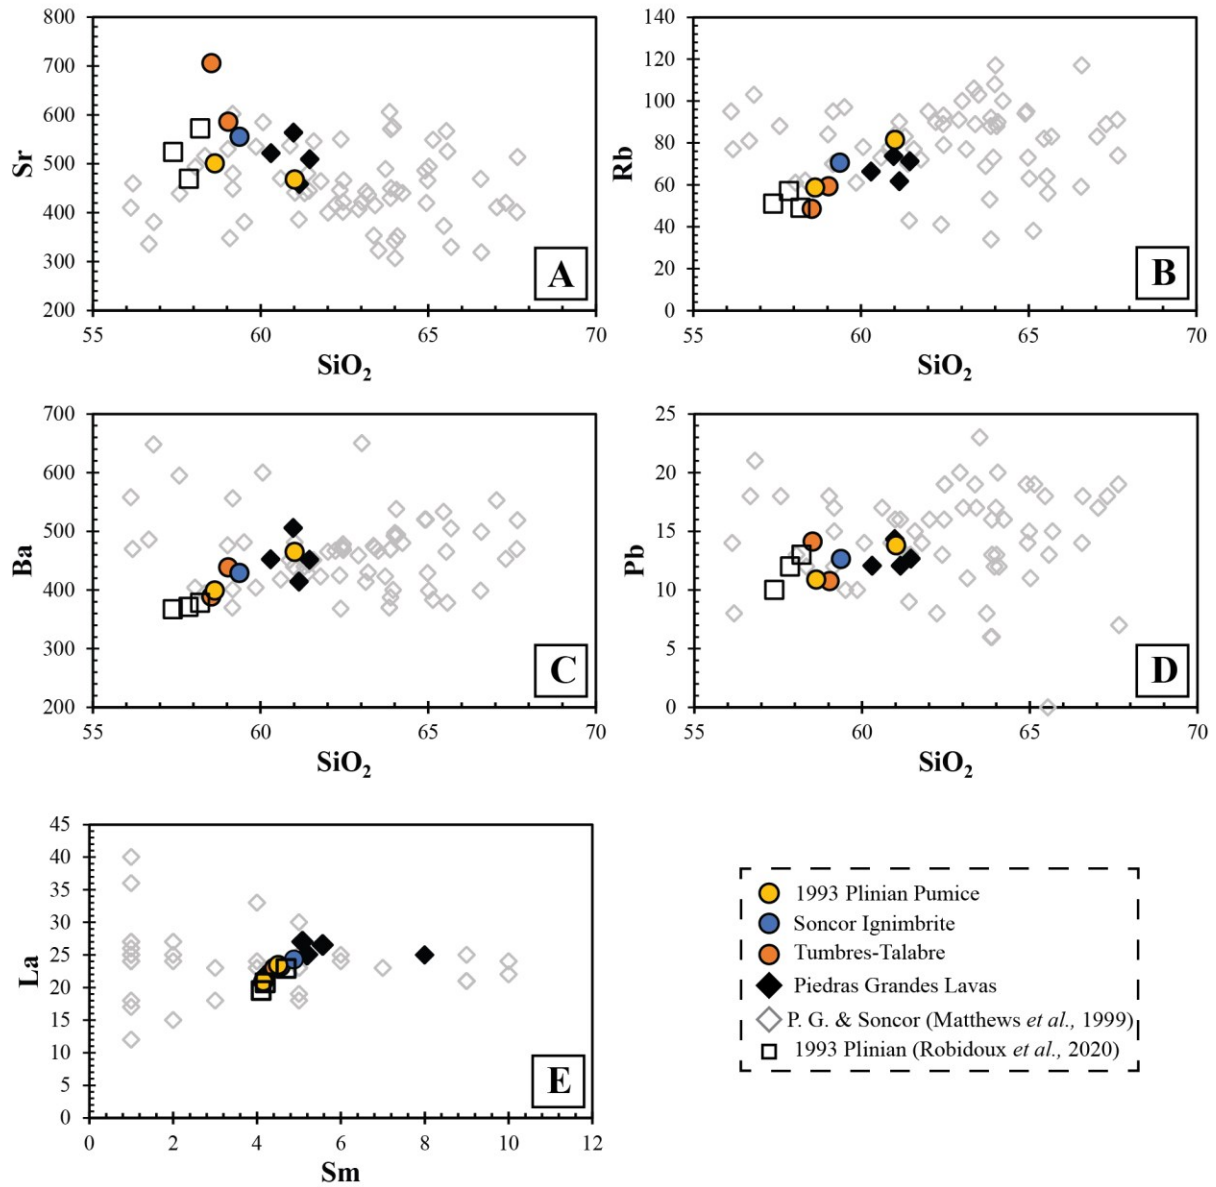 800
700
600
500
400
300
200
Sr
A
55 60 65 70
SiO₂
140
120
100
80
60
40
20
0
Rb
B
55 60 65 70
SiO₂
700
600
500
400
300
200
Ba
C
55 60 65 70
SiO₂
25
20
15
10
5
0
Pb
D
55 60 65 70
SiO₂
45
40
35
30
25
20
15
10
5
0
La
E
0 2 4 6 8 10 12
Sm
1993 Plinian Pumice
Soncor Ignimbrite
Tumbres-Talabre
Piedras Grandes Lavas
P. G. & Soncor (Matthews et al., 1999)
1993 Plinian (Robidoux et al., 2020)